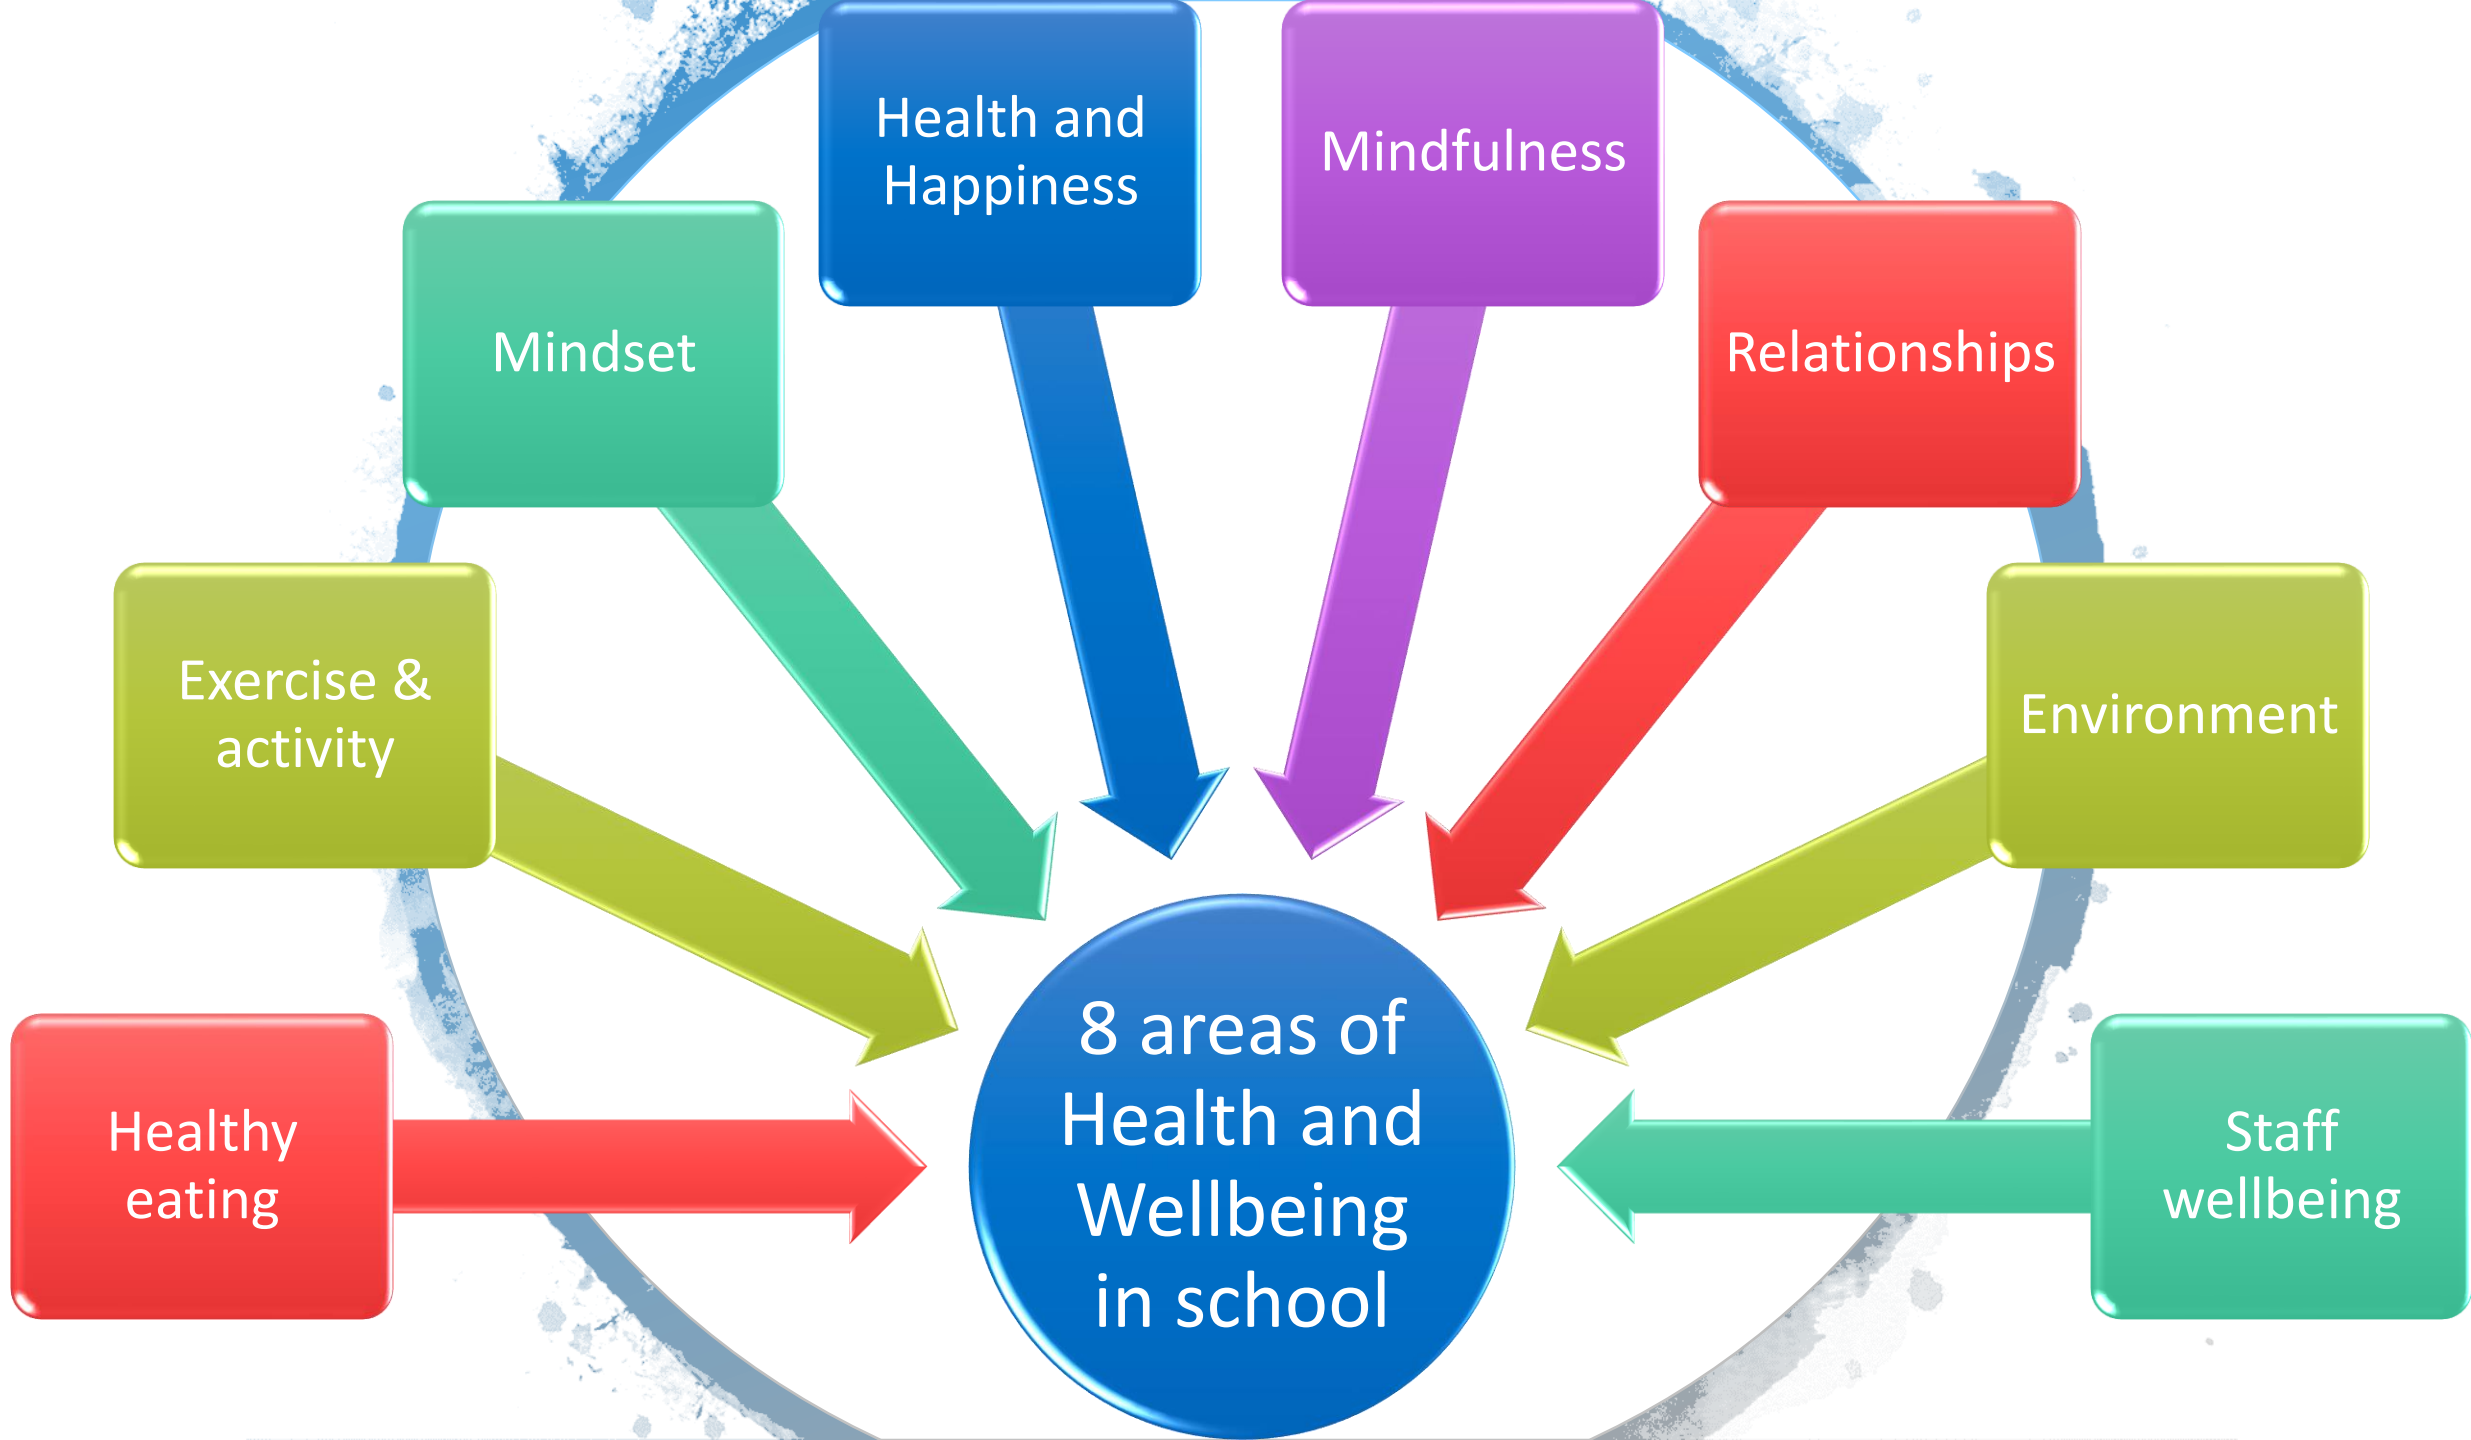 Health and
Happiness
Mindfulness
Mindset
Relationships
Exercise &
activity
Environment
Healthy
eating
8 areas of
Health and
Wellbeing
in school
Staff
wellbeing